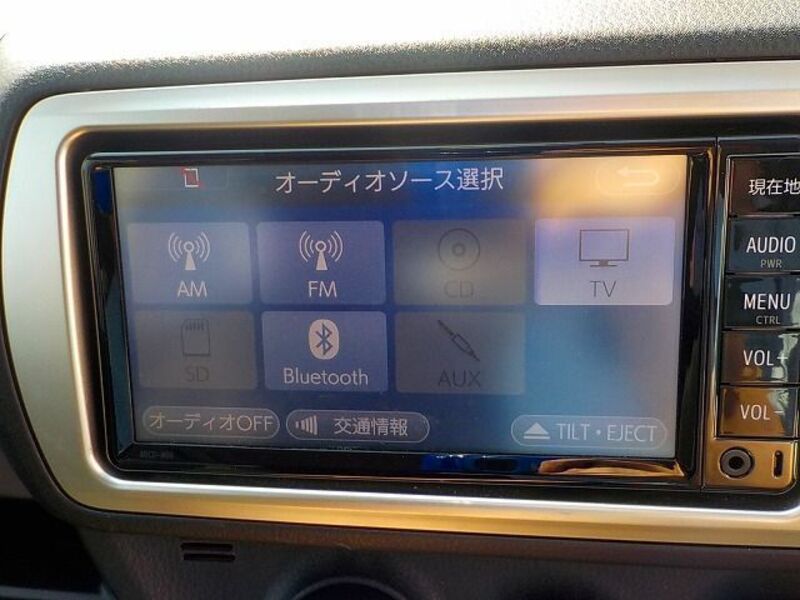 オーディオソース選択
現在地
AM
FM
CD
TV
AUDIO
PWR
MENU
CTRL
SD
Bluetooth
AUX
VOL+
オーディオOFF
交通情報
TILT・EJECT
VOL-